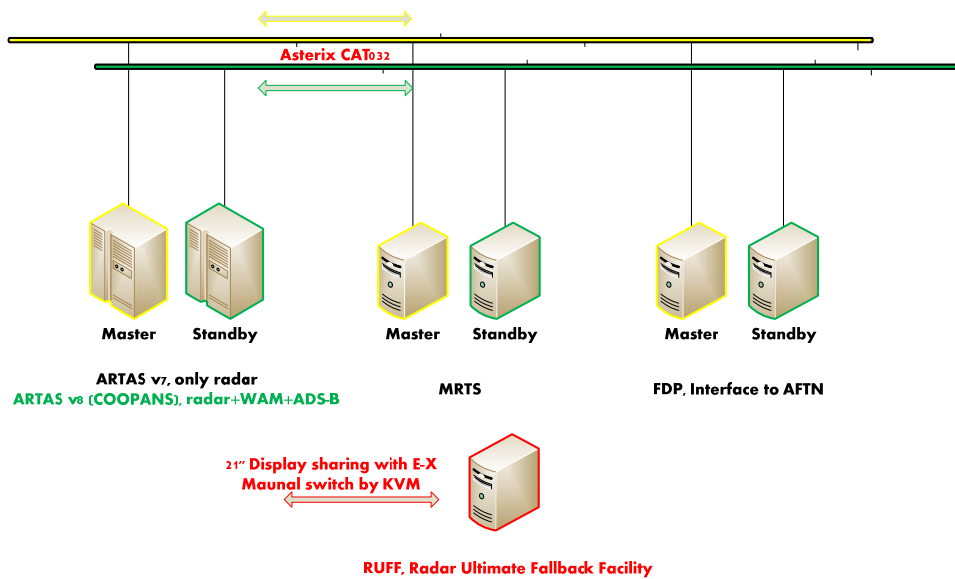 Asterix CAT032
Master
Standby
Master
Standby
Master
Standby
ARTAS v7, only radar
ARTAS v8 (COOPANS), radar+WAM+ADS-B
MRTS
FDP, Interface to AFTN
21" Display sharing with E-X
Maunal switch by KVM
RUFF, Radar Ultimate Fallback Facility